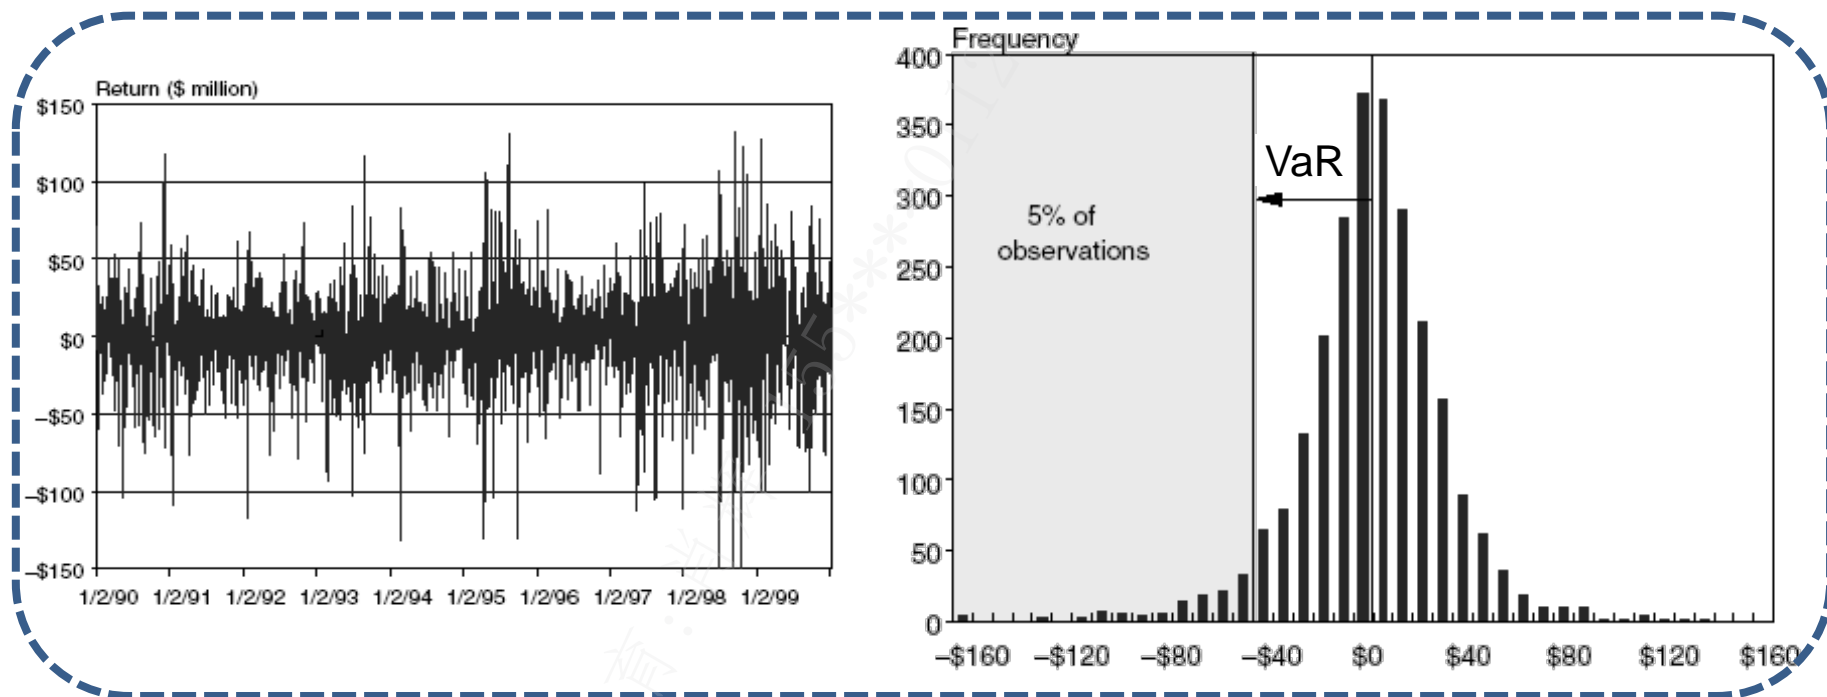 Return ($ million)
$150
$100
$50
$0
–$50
–$100
–$150
1/2/90 1/2/91 1/2/92 1/2/93 1/2/94 1/2/95 1/2/96 1/2/97 1/2/98 1/2/99
Frequency
400
350
300
250
200
150
100
50
0
VaR
5% of
observations
–$160 –$120 –$80 –$40 $0 $40 $80 $120 $160